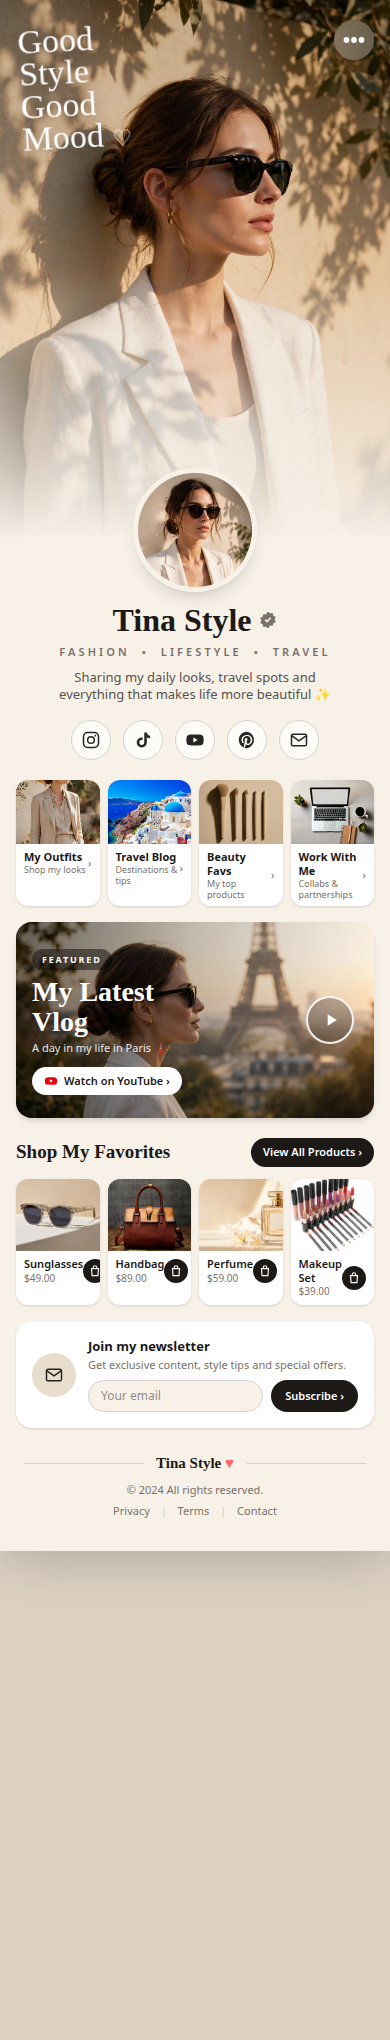 Good
Style
Good
Mood ♡
Tina Style
FASHION • LIFESTYLE • TRAVEL
Sharing my daily looks, travel spots and
everything that makes life more beautiful ✨
My Outfits
Shop my looks ›
Travel Blog
Destinations & ›
tips
Beauty
Favs
My top
products ›
Work With
Me
Collabs &
partnerships ›
FEATURED
My Latest
Vlog
A day in my life in Paris 🗼
Watch on YouTube ›
Shop My Favorites
View All Products ›
Sunglasses
$49.00
Handbag
$89.00
Perfume
$59.00
Makeup
Set
$39.00
Join my newsletter
Get exclusive content, style tips and special offers.
Your email
Subscribe ›
Tina Style ♥
© 2024 All rights reserved.
Privacy | Terms | Contact